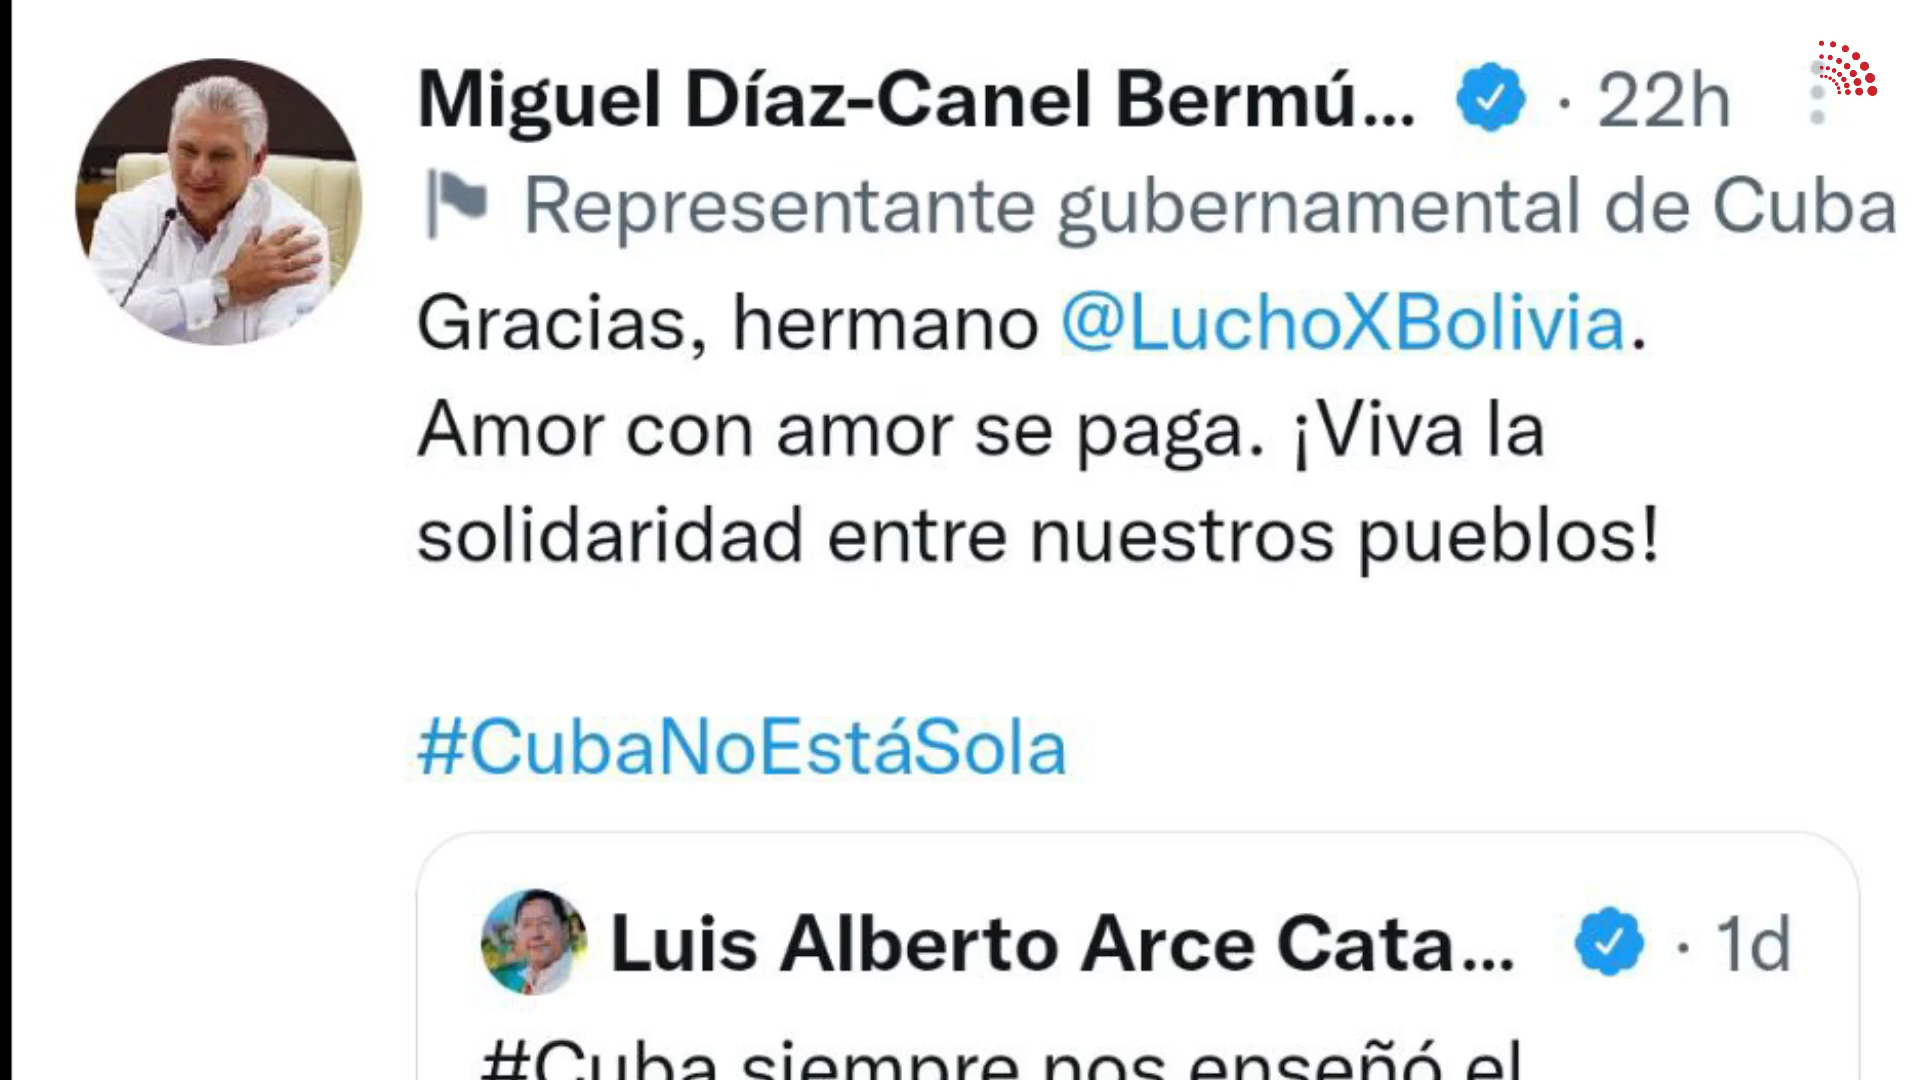 Miguel Díaz-Canel Bermú... · 22h
Representante gubernamental de Cuba
Gracias, hermano @LuchoXBolivia.
Amor con amor se paga. ¡Viva la
solidaridad entre nuestros pueblos!
#CubaNoEstáSola
Luis Alberto Arce Cata... · 1d
#Cuba siempre nos enseñó el